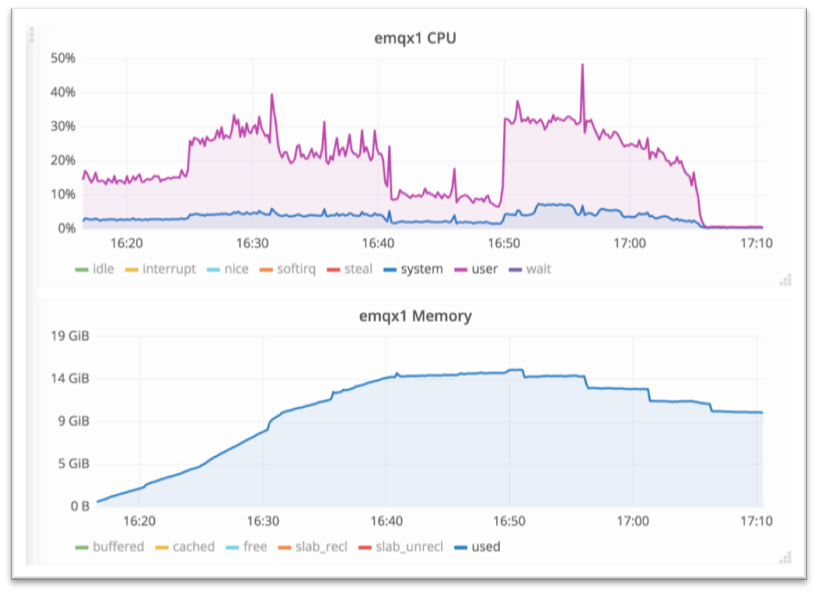 emqx1 CPU
50%
40%
30%
20%
10%
0%
16:20 16:30 16:40 16:50 17:00 17:10
idle interrupt nice softirq steal system user wait
emqx1 Memory
19 GiB
14 GiB
9 GiB
5 GiB
0 B
16:20 16:30 16:40 16:50 17:00 17:10
buffered cached free slab_recl slab_unrecl used